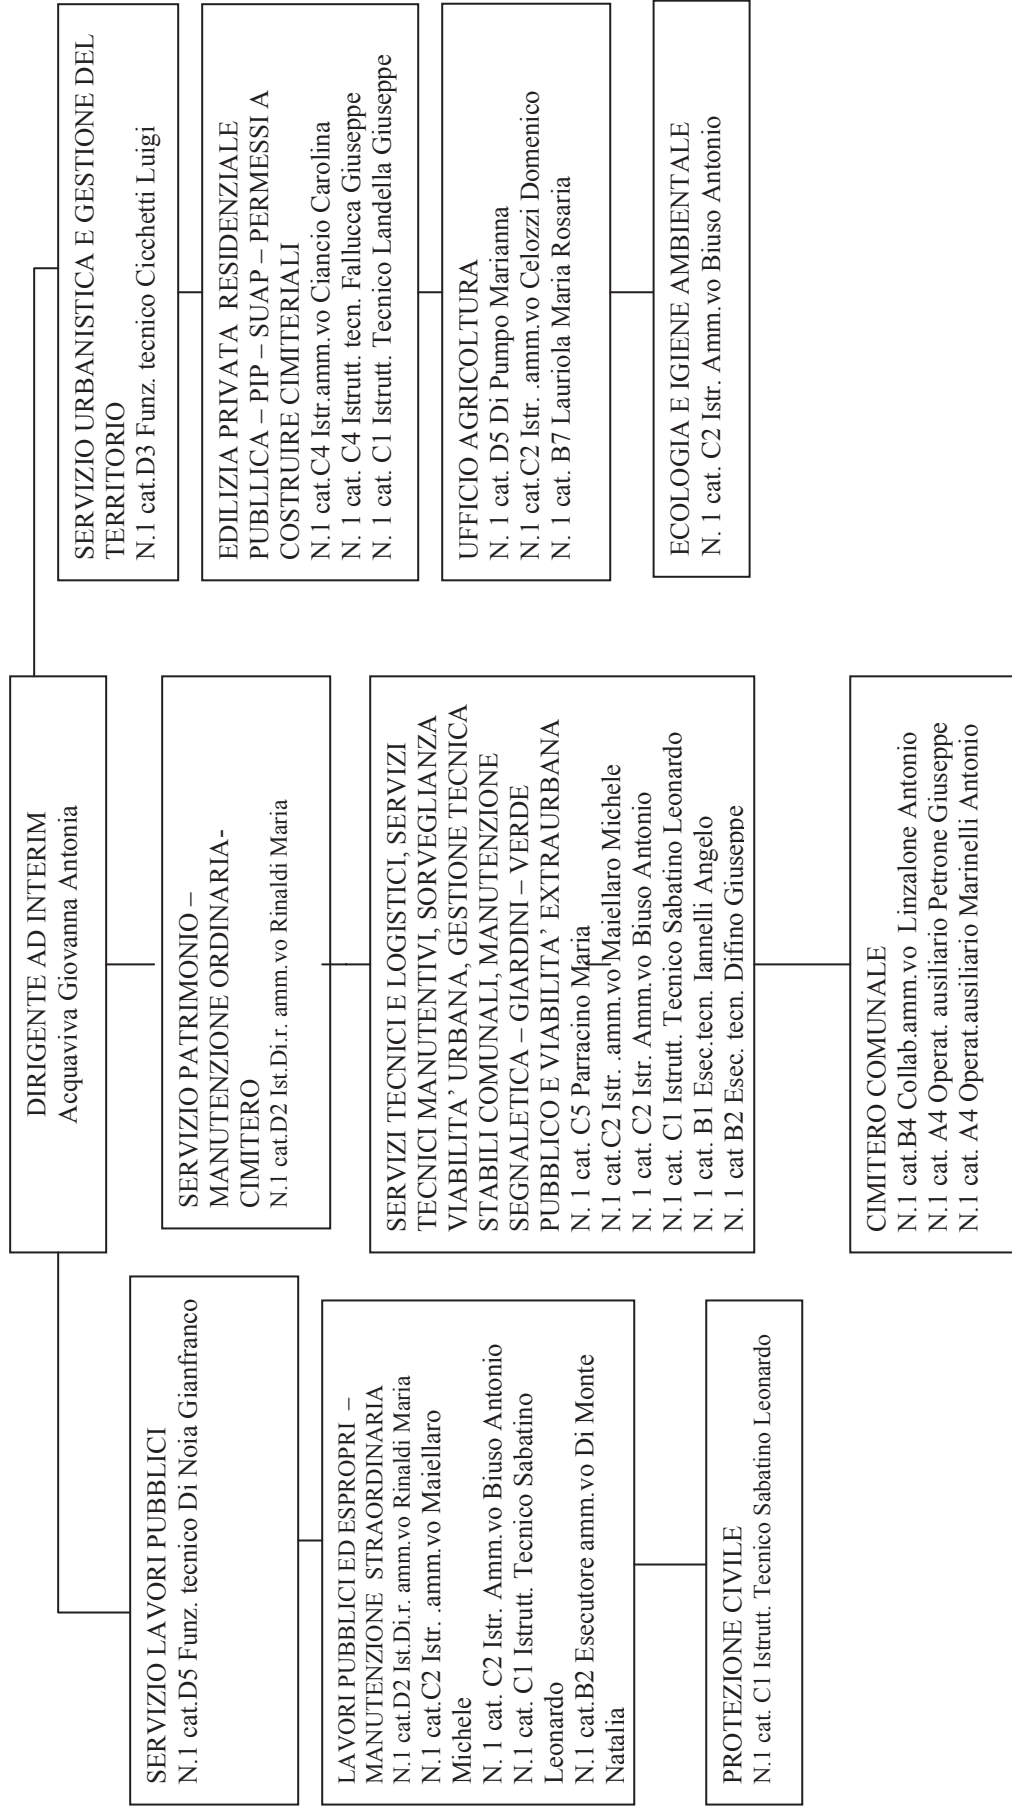 DIRIGENTE AD INTERIM
Acquaviva Giovanna Antonia
SERVIZIO LAVORI PUBBLICI
N.1 cat.D5 Funz. tecnico Di Noia Gianfranco
LAVORI PUBBLICI ED ESPROPRI –
MANUTENZIONE STRAORDINARIA
N.1 cat.D2 Ist.Di.r. amm.vo Rinaldi Maria
N.1 cat.C2 Istr. .amm.vo Maiellaro
Michele
N. 1 cat. C2 Istr. Amm.vo Biuso Antonio
N.1 cat. C1 Istrutt. Tecnico Sabatino
Leonardo
N.1 cat.B2 Esecutore amm.vo Di Monte
Natalia
PROTEZIONE CIVILE
N.1 cat. C1 Istrutt. Tecnico Sabatino Leonardo
SERVIZIO PATRIMONIO –
MANUTENZIONE ORDINARIA-
CIMITERO
N.1 cat.D2 Ist.Di.r. amm.vo Rinaldi Maria
SERVIZI TECNICI E LOGISTICI, SERVIZI
TECNICI MANUTENTIVI, SORVEGLIANZA
VIABILITA’ URBANA, GESTIONE TECNICA
STABILI COMUNALI, MANUTENZIONE
SEGNALETICA – GIARDINI – VERDE
PUBBLICO E VIABILITA’ EXTRAURBANA
N. 1 cat. C5 Parracino Maria
N.1 cat.C2 Istr. .amm.vo Maiellaro Michele
N. 1 cat. C2 Istr. Amm.vo Biuso Antonio
N.1 cat. C1 Istrutt. Tecnico Sabatino Leonardo
N.1 cat. B1 Esec.tecn. Iannelli Angelo
N. 1 cat B2 Esec. tecn. Difino Giuseppe
CIMITERO COMUNALE
N.1 cat.B4 Collab.amm.vo Linzalone Antonio
N.1 cat. A4 Operat. ausiliario Petrone Giuseppe
N.1 cat. A4 Operat.ausiliario Marinelli Antonio
SERVIZIO URBANISTICA E GESTIONE DEL
TERRITORIO
N.1 cat.D3 Funz. tecnico Cicchetti Luigi
EDILIZIA PRIVATA RESIDENZIALE
PUBLLICA – PIP – SUAP – PERMESSI A
COSTRUIRE CIMITERIALI
N.1 cat.C4 Istr.amm.vo Ciancio Carolina
N. 1 cat. C4 Istrutt. tecn. Fallucca Giuseppe
N. 1 cat. C1 Istrutt. Tecnico Landella Giuseppe
UFFICIO AGRICOLTURA
N. 1 cat. D5 Di Pumpo Marianna
N.1 cat.C2 Istr. .amm.vo Celozzi Domenico
N. 1 cat. B7 Lauriola Maria Rosaria
ECOLOGIA E IGIENE AMBIENTALE
N. 1 cat. C2 Istr. Amm.vo Biuso Antonio